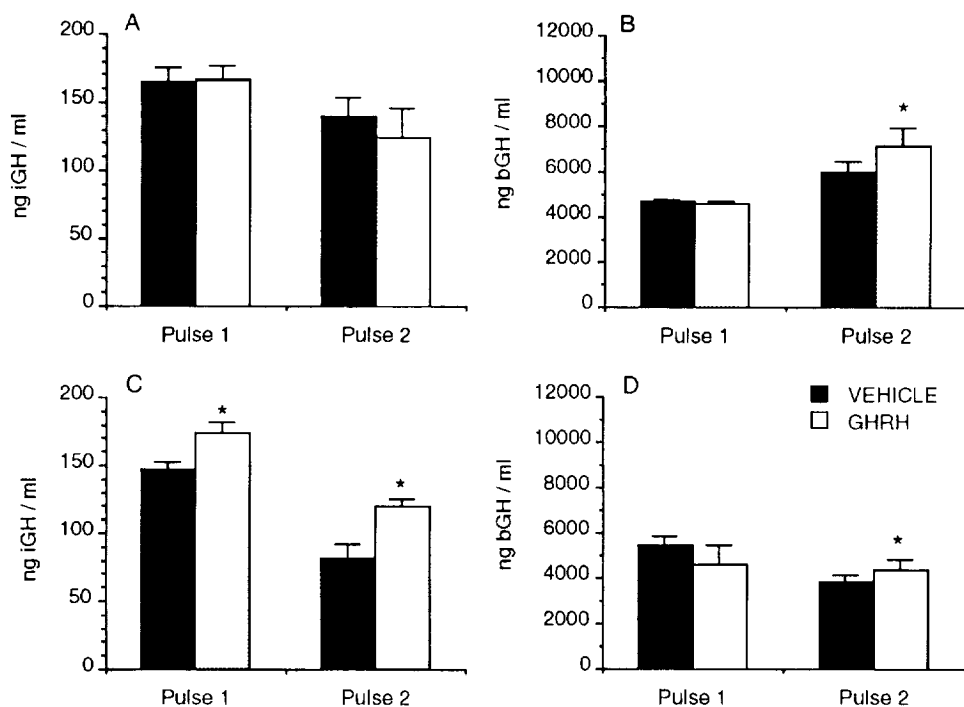 A
200
150
100
50
0
ng iGH / ml
Pulse 1
Pulse 2
B
12000
10000
8000
6000
4000
2000
0
ng bGH / ml
*
Pulse 1
Pulse 2
C
200
150
100
50
0
ng iGH / ml
*
*
Pulse 1
Pulse 2
D
12000
10000
8000
6000
4000
2000
0
ng bGH / ml
VEHICLE
GHRH
*
Pulse 1
Pulse 2